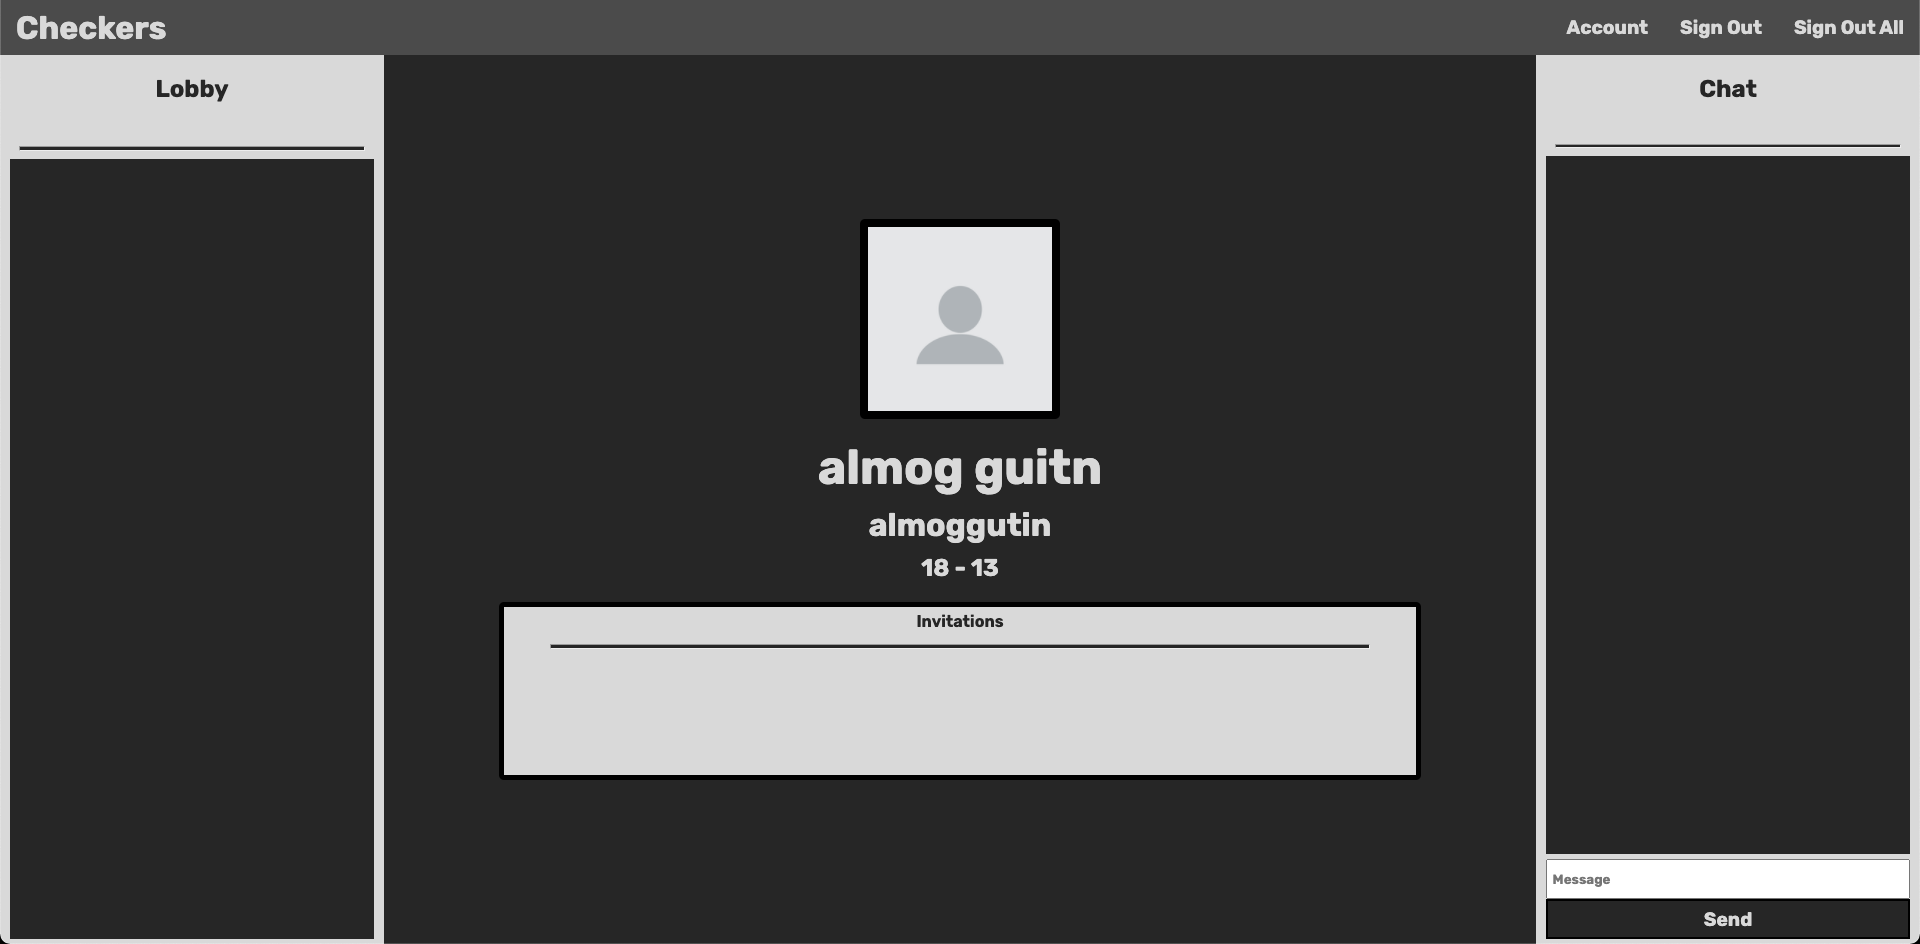 Checkers
Account Sign Out Sign Out All
Lobby
almog guitn
almoggutin
18 - 13
Invitations
Chat
Message
Send